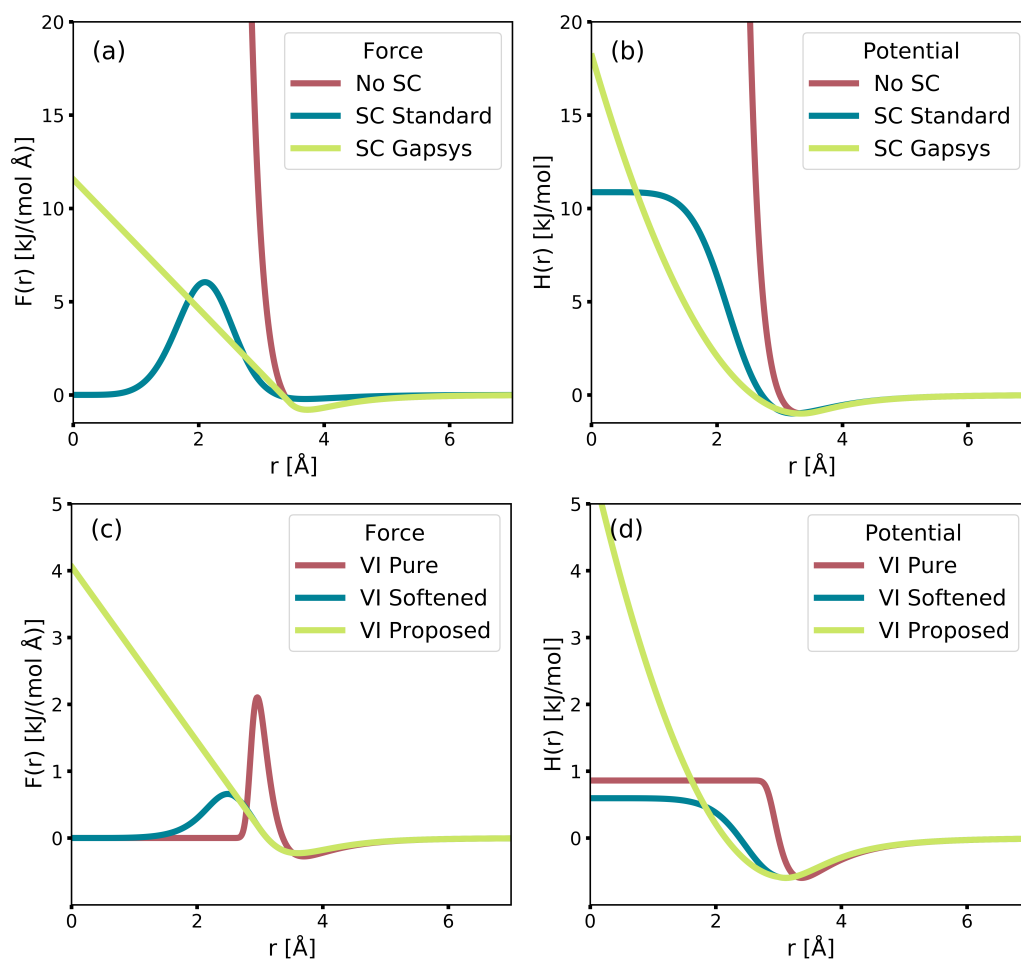 (a)
Force
No SC
SC Standard
SC Gapsys
F(r) [kJ/(mol Å)]
20
15
10
5
0
0 2 4 6
r [Å]
(b)
Potential
No SC
SC Standard
SC Gapsys
H(r) [kJ/mol]
20
15
10
5
0
0 2 4 6
r [Å]
(c)
Force
VI Pure
VI Softened
VI Proposed
F(r) [kJ/(mol Å)]
5
4
3
2
1
0
0 2 4 6
r [Å]
(d)
Potential
VI Pure
VI Softened
VI Proposed
H(r) [kJ/mol]
5
4
3
2
1
0
0 2 4 6
r [Å]